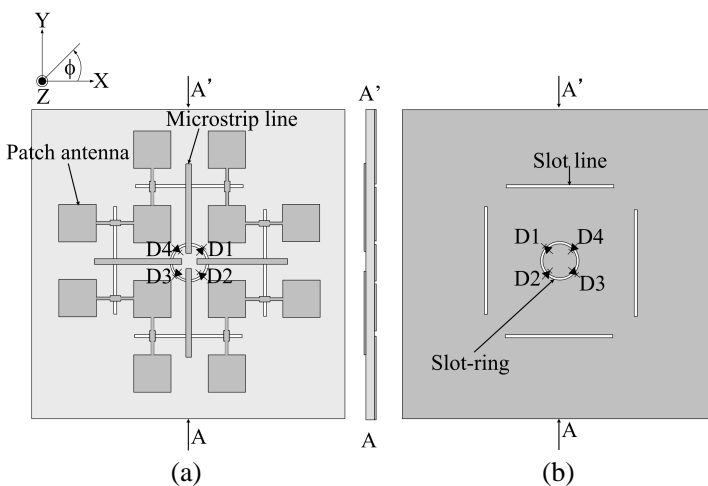 Y
ϕ
X
Z
A’
Microstrip line
Patch antenna
D4 D1
D3 D2
A
(a)
A’
A
A’
Slot line
D1 D4
D2 D3
Slot-ring
A
(b)